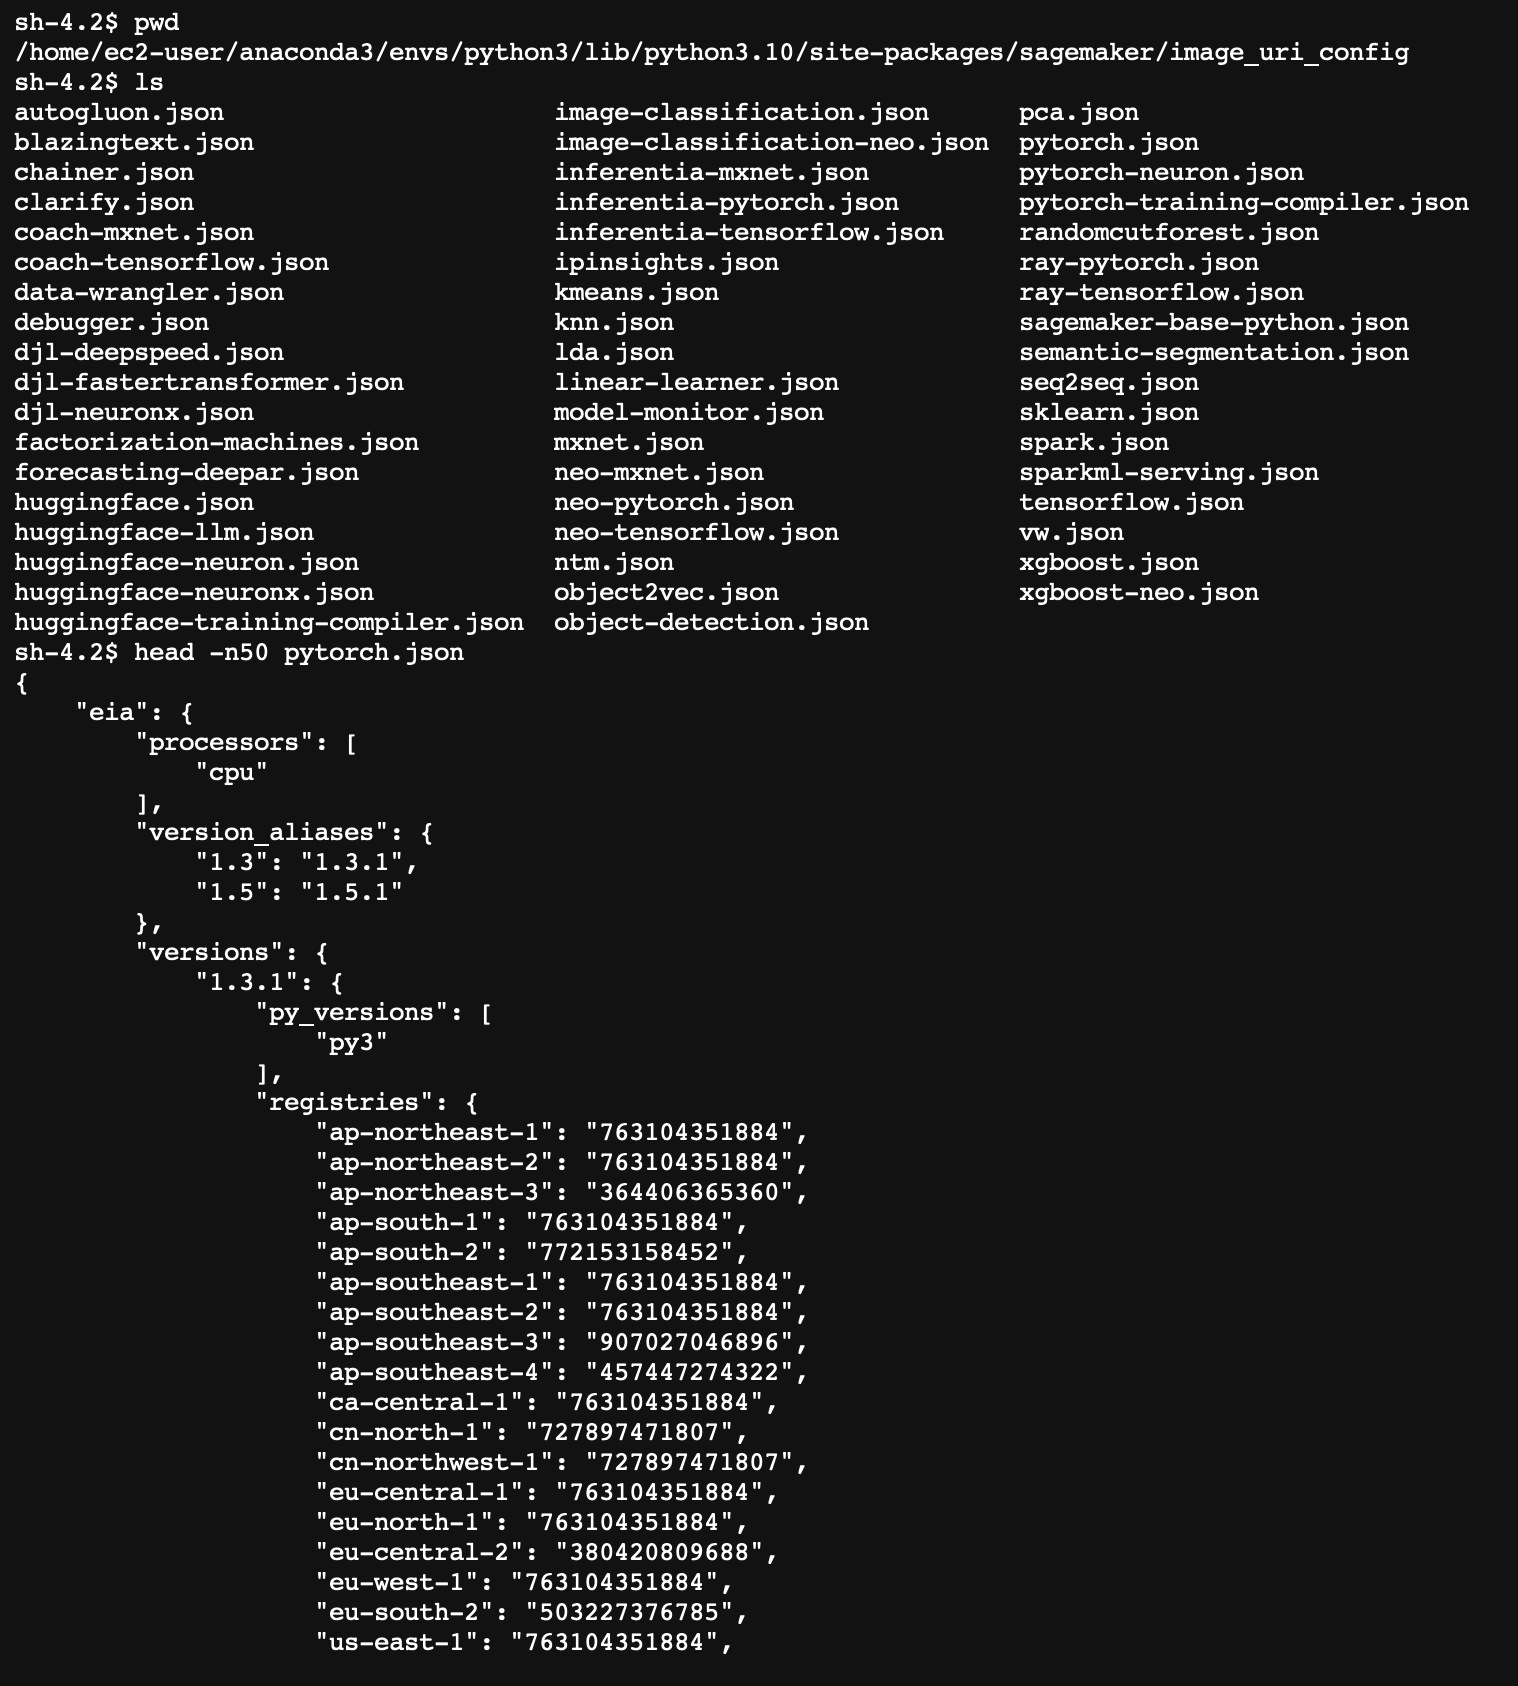 sh-4.2$ pwd
/home/ec2-user/anaconda3/envs/python3/lib/python3.10/site-packages/sagemaker/image_uri_config
sh-4.2$ ls
autogluon.json                      image-classification.json      pca.json
blazingtext.json                    image-classification-neo.json  pytorch.json
chainer.json                        inferentia-mxnet.json          pytorch-neuron.json
clarify.json                        inferentia-pytorch.json        pytorch-training-compiler.json
coach-mxnet.json                    inferentia-tensorflow.json     randomcutforest.json
coach-tensorflow.json               ipinsights.json                ray-pytorch.json
data-wrangler.json                  kmeans.json                    ray-tensorflow.json
debugger.json                       knn.json                       sagemaker-base-python.json
djl-deepspeed.json                  lda.json                       semantic-segmentation.json
djl-fastertransformer.json          linear-learner.json            seq2seq.json
djl-neuronx.json                    model-monitor.json             sklearn.json
factorization-machines.json         mxnet.json                     spark.json
forecasting-deepar.json             neo-mxnet.json                 sparkml-serving.json
huggingface.json                    neo-pytorch.json               tensorflow.json
huggingface-llm.json                neo-tensorflow.json            vw.json
huggingface-neuron.json             ntm.json                       xgboost.json
huggingface-neuronx.json            object2vec.json                xgboost-neo.json
huggingface-training-compiler.json  object-detection.json
sh-4.2$ head -n50 pytorch.json
{
    "eia": {
        "processors": [
            "cpu"
        ],
        "version_aliases": {
            "1.3": "1.3.1",
            "1.5": "1.5.1"
        },
        "versions": {
            "1.3.1": {
                "py_versions": [
                    "py3"
                ],
                "registries": {
                    "ap-northeast-1": "763104351884",
                    "ap-northeast-2": "763104351884",
                    "ap-northeast-3": "364406365360",
                    "ap-south-1": "763104351884",
                    "ap-south-2": "772153158452",
                    "ap-southeast-1": "763104351884",
                    "ap-southeast-2": "763104351884",
                    "ap-southeast-3": "907027046896",
                    "ap-southeast-4": "457447274322",
                    "ca-central-1": "763104351884",
                    "cn-north-1": "727897471807",
                    "cn-northwest-1": "727897471807",
                    "eu-central-1": "763104351884",
                    "eu-north-1": "763104351884",
                    "eu-central-2": "380420809688",
                    "eu-west-1": "763104351884",
                    "eu-south-2": "503227376785",
                    "us-east-1": "763104351884",